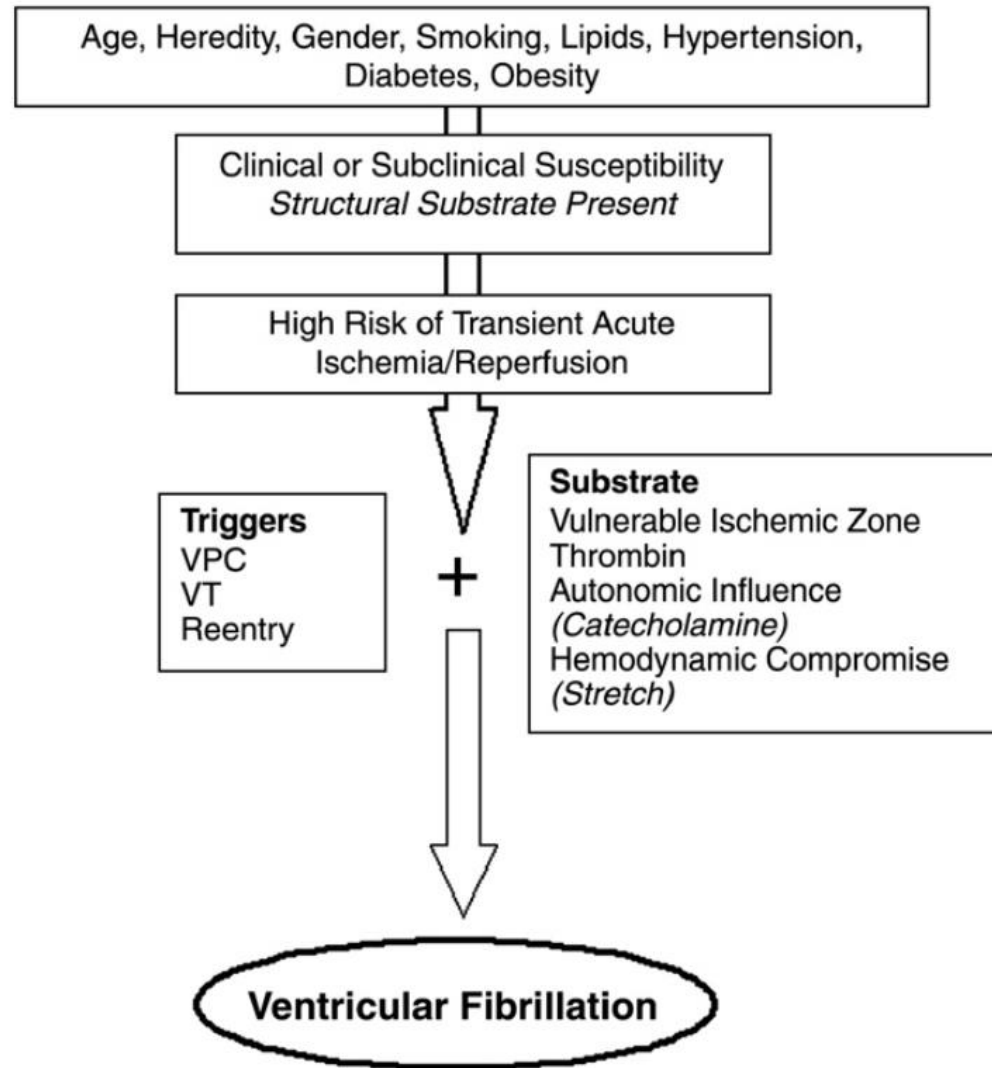 Age, Heredity, Gender, Smoking, Lipids, Hypertension,
Diabetes, Obesity
Clinical or Subclinical Susceptibility
Structural Substrate Present
High Risk of Transient Acute
Ischemia/Reperfusion
Triggers
VPC
VT
Reentry
+
Substrate
Vulnerable Ischemic Zone
Thrombin
Autonomic Influence
(Catecholamine)
Hemodynamic Compromise
(Stretch)
Ventricular Fibrillation